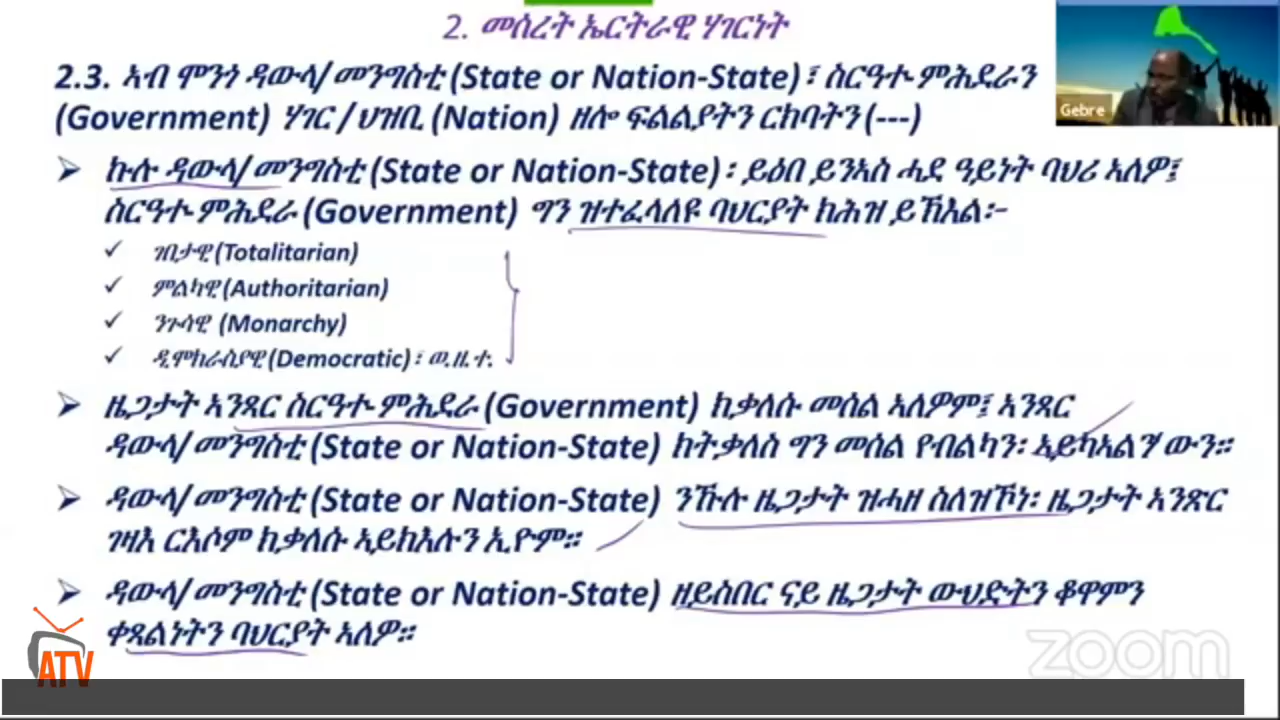 2. መሰረት ኤርትራዊ ሃገርነት
Gebre
2.3. ኣብ ሞንጎ ዳውላ/መንግስቲ (State or Nation-State)፣ ስርዓተ-ምሕደራን
(Government) ሃገር/ህዝቢ (Nation) ዘሎ ፍልልያትን ርክባትን (---)
➢ ኩሉ ዳውላ/መንግስቲ (State or Nation-State)፡ ይዕበ ይንኣስ ሓደ ዓይነት ባህሪ ኣለዎ፤
ስርዓተ-ምሕደራ (Government) ግን ዝተፈላለዩ ባህርያት ክሕዝ ይኽእል፦
✓ ገበታዊ (Totalitarian)
✓ ምልካዊ (Authoritarian)
✓ ንጉሳዊ (Monarchy)
✓ ዲሞክራስያዊ (Democratic)፣ ወ.ዘ.ተ.
➢ ዜጋታት ኣንጻር ስርዓተ-ምሕደራ (Government) ክቃለሱ መሰል ኣለዎም፤ ኣንጻር
ዳውላ/መንግስቲ (State or Nation-State) ክትቃለስ ግን መሰል የብልካን፡ ኣይካኣልን'ውን።
➢ ዳውላ/መንግስቲ (State or Nation-State) ንኹሉ ዜጋታት ዝሓዘ ስለዝኾነ፡ ዜጋታት ኣንጻር
ገዛእ ርእሶም ክቃለሱ ኣይክእሉን ኢዮም።
➢ ዳውላ/መንግስቲ (State or Nation-State) ዘይስበር ናይ ዜጋታት ውህድትን ቆዋምን
ቀጻልነትን ባህርያት ኣለዎ።
ATV
zoom